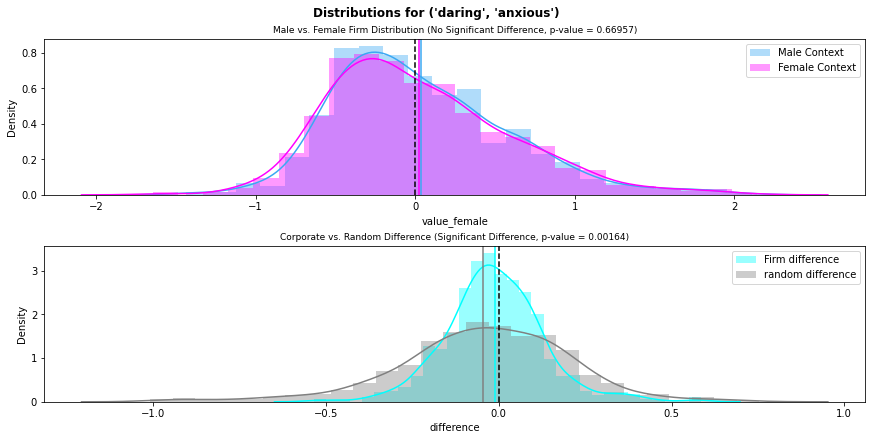 Distributions for ('daring', 'anxious')
Male vs. Female Firm Distribution (No Significant Difference, p-value = 0.66957)
Male Context
Female Context
Density
0.8
0.6
0.4
0.2
0.0
−2
−1
0
1
2
value_female
Corporate vs. Random Difference (Significant Difference, p-value = 0.00164)
Firm difference
random difference
Density
3
2
1
0
−1.0
−0.5
0.0
0.5
1.0
difference